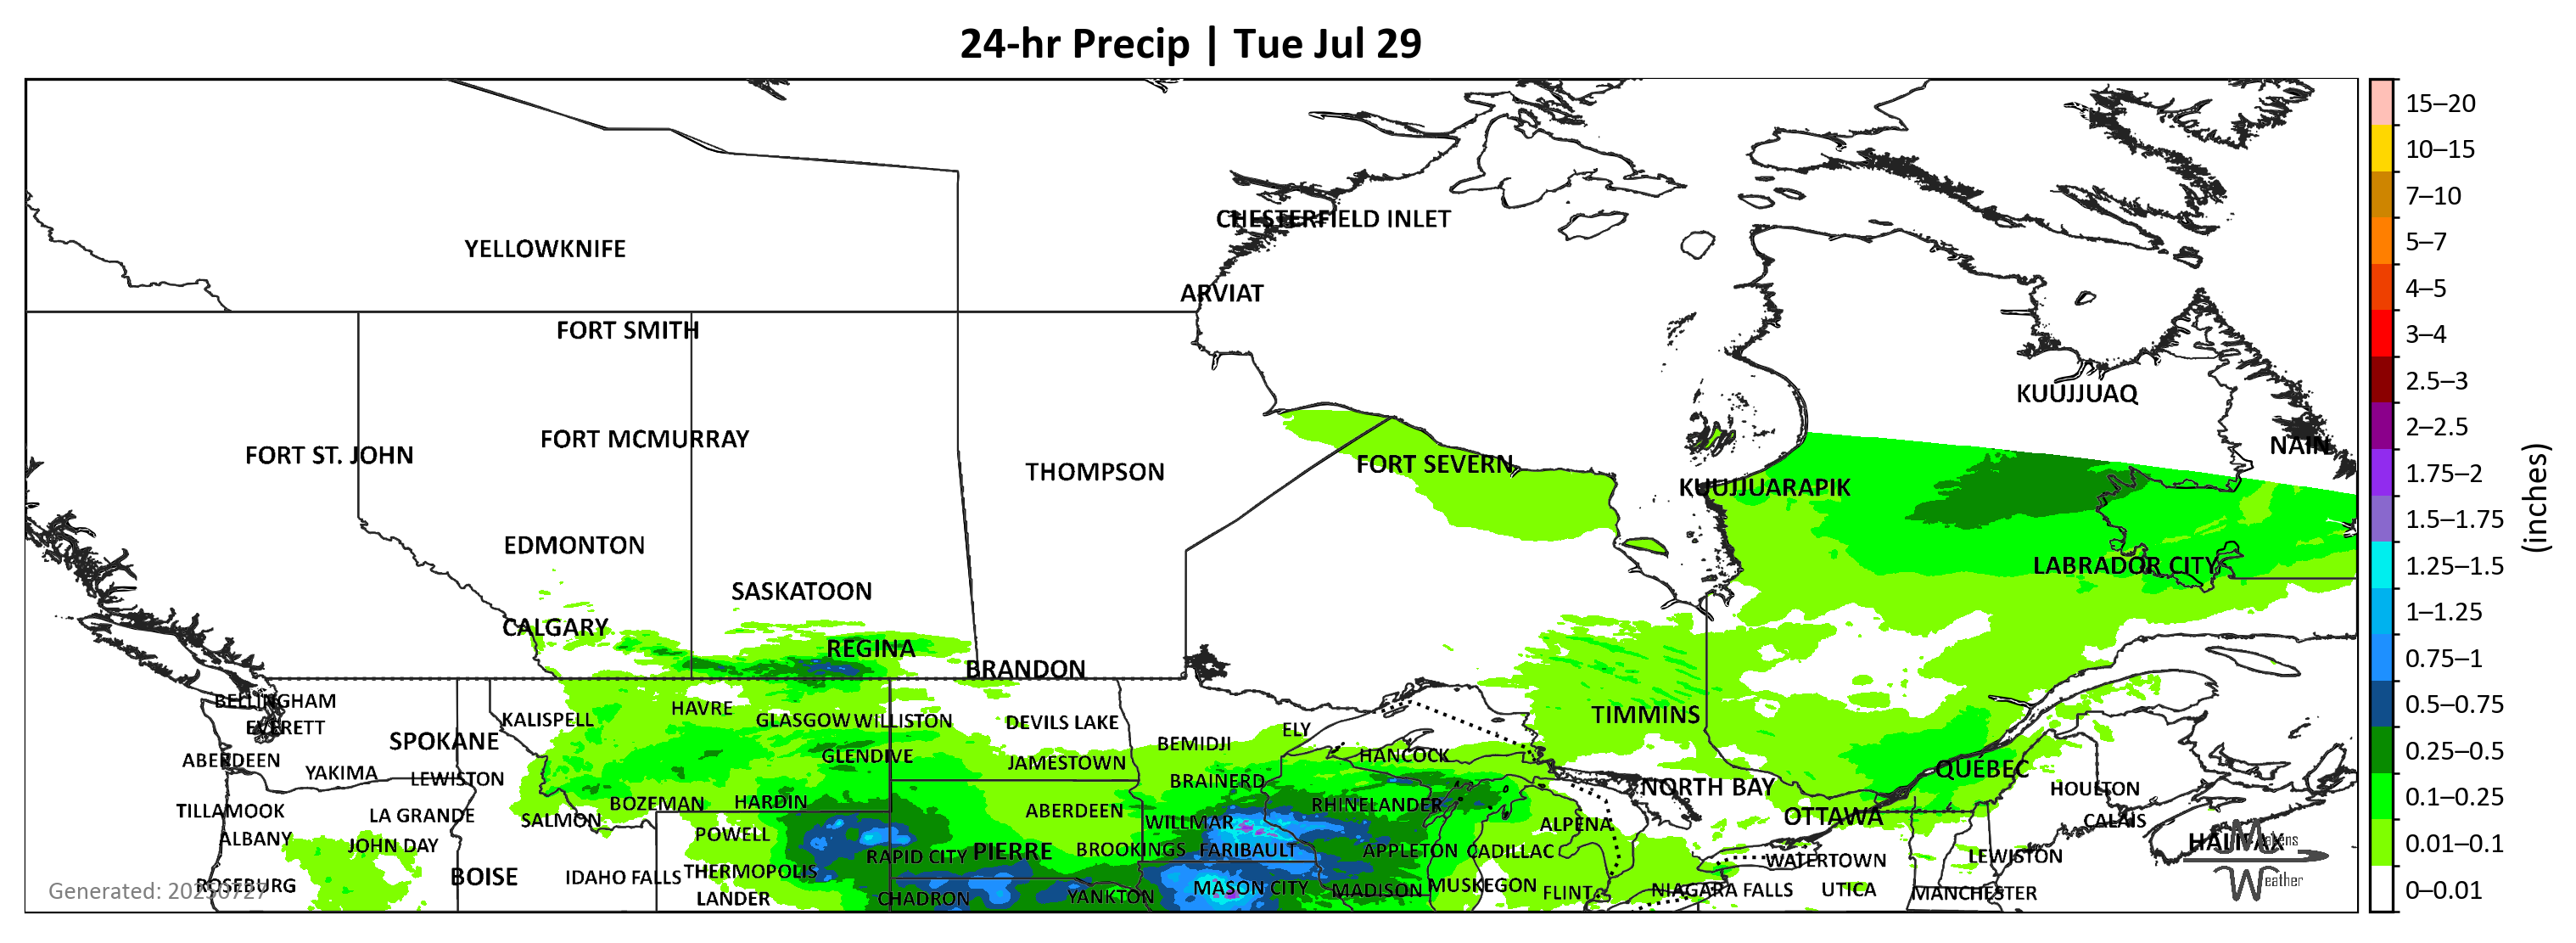 24-hr Precip | Tue Jul 29
CHESTERFIELD INLET
YELLOWKNIFE
ARVIAT
FORT SMITH
KUUJJUAQ
FORT MCMURRAY
NAIN
FORT ST. JOHN
FORT SEVERN
THOMPSON
KUUJJUARAPIK
EDMONTON
LABRADOR CITY
SASKATOON
CALGARY
REGINA
BRANDON
BELLINGHAM
HAVRE
KALISPELL
GLASGOW
WILLISTON
DEVILS LAKE
TIMMINS
EVERETT
ELY
SPOKANE
BEMIDJI
GLENDIVE
HANCOCK
ABERDEEN
JAMESTOWN
QUÉBEC
YAKIMA
LEWISTON
BRAINERD
NORTH BAY
HOULTON
BOZEMAN
HARDIN
RHINELANDER
TILLAMOOK
LA GRANDE
ABERDEEN
OTTAWA
SALMON
WILLMAR
CALAIS
ALPENA
POWELL
ALBANY
JOHN DAY
HALIFAX
RAPID CITY
PIERRE
BROOKINGS
FARIBAULT
APPLETON
CADILLAC
LEWISTON
WATERTOWN
BOISE
IDAHO FALLS
THERMOPOLIS
ROSEBURG
MASON CITY
MADISON
MUSKEGON
FLINT
NIAGARA FALLS
UTICA
MANCHESTER
LANDER
CHADRON
YANKTON
Generated: 20250727
Matens
Weather
15–20
10–15
7–10
5–7
4–5
3–4
2.5–3
2–2.5
1.75–2
1.5–1.75
1.25–1.5
1–1.25
0.75–1
0.5–0.75
0.25–0.5
0.1–0.25
0.01–0.1
0–0.01
(inches)